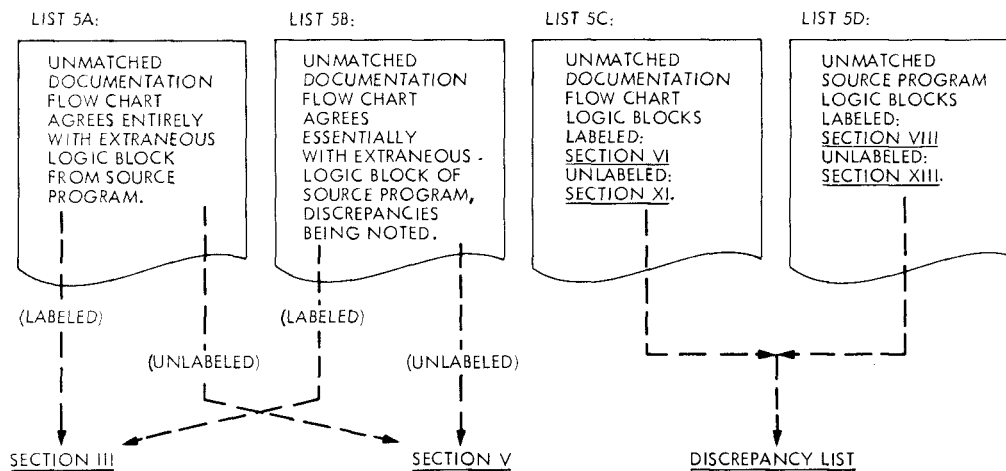 LIST 5A:
UNMATCHED
DOCUMENTATION
FLOW CHART
AGREES ENTIRELY
WITH EXTRANEOUS
LOGIC BLOCK
FROM SOURCE
PROGRAM.
LIST 5B:
UNMATCHED
DOCUMENTATION
FLOW CHART
AGREES
ESSENTIALLY
WITH EXTRANEOUS -
LOGIC BLOCK OF
SOURCE PROGRAM,
DISCREPANCIES
BEING NOTED.
LIST 5C:
UNMATCHED
DOCUMENTATION
FLOW CHART
LOGIC BLOCKS
LABELED:
SECTION VI
UNLABELED:
SECTION XI.
LIST 5D:
UNMATCHED
SOURCE PROGRAM
LOGIC BLOCKS
LABELED:
SECTION VIII
UNLABELED:
SECTION XIII.
(LABELED)
(UNLABELED)
(LABELED)
(UNLABELED)
SECTION III
SECTION V
DISCREPANCY LIST